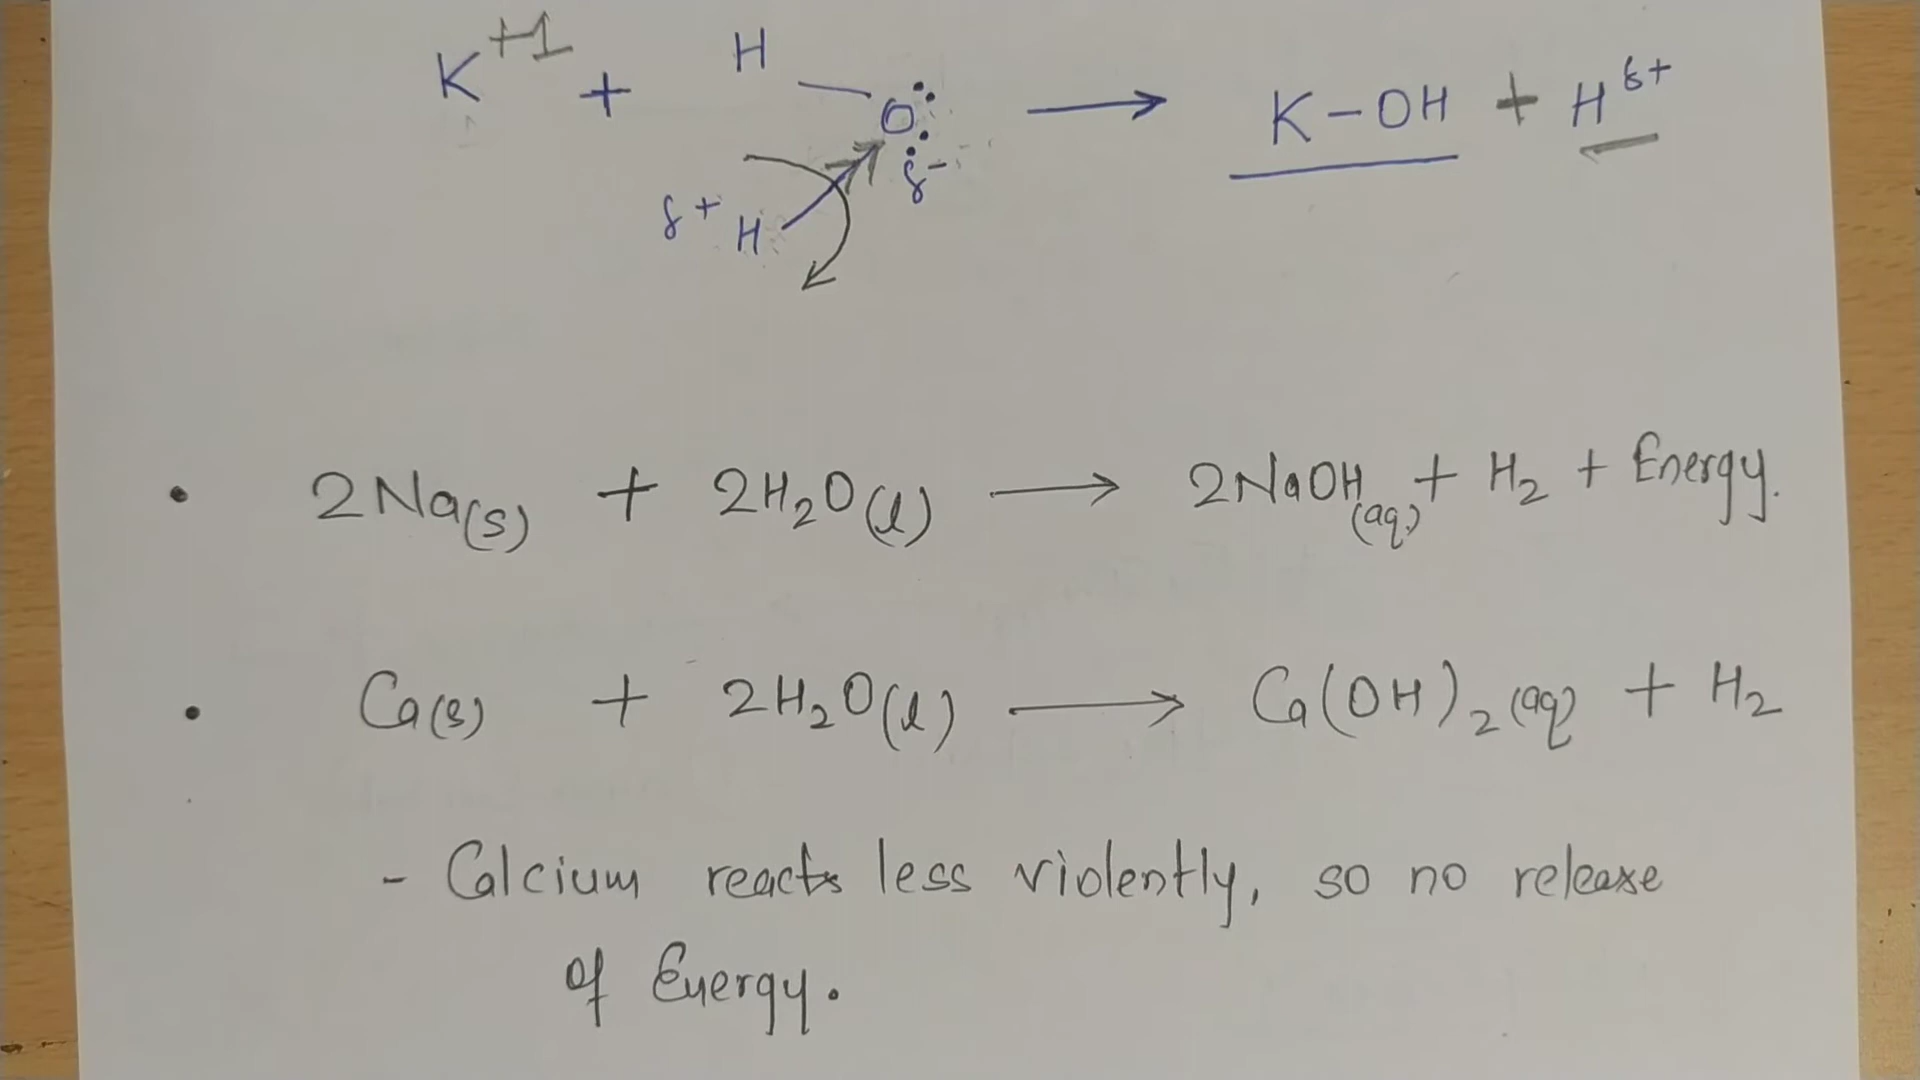 K+1 + H — O δ- δ+ H → K-OH + Hδ+
• 2Na(s) + 2H₂O(l) → 2NaOH(aq) + H₂ + Energy.
• Ca(s) + 2H₂O(l) → Ca(OH)₂(aq) + H₂
- Calcium reacts less violently, so no release
of Energy.